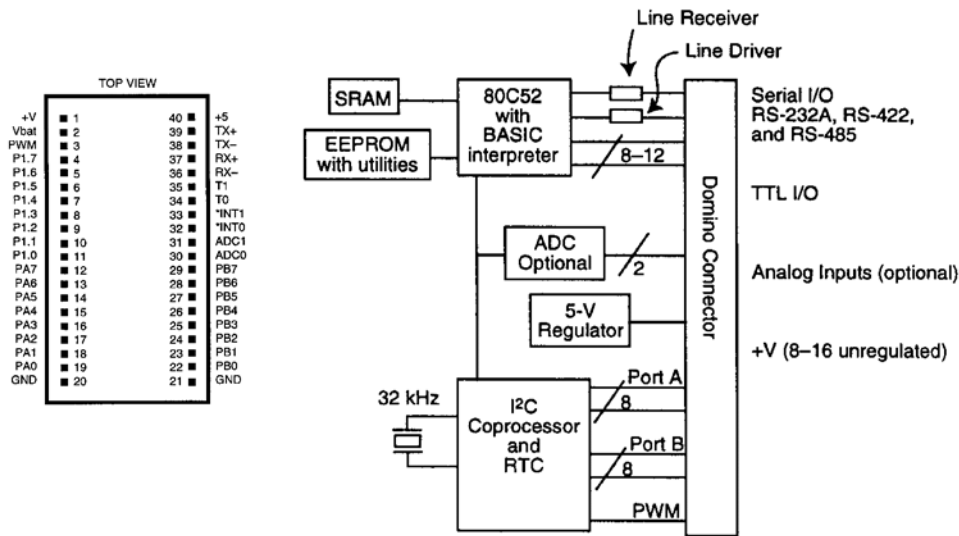 TOP VIEW
+V 1 40 +5
Vbat 2 39 TX+
PWM 3 38 TX−
P1.7 4 37 RX+
P1.6 5 36 RX−
P1.5 6 35 T1
P1.4 7 34 T0
P1.3 8 33 *INT1
P1.2 9 32 *INT0
P1.1 10 31 ADC1
P1.0 11 30 ADC0
PA7 12 29 PB7
PA6 13 28 PB6
PA5 14 27 PB5
PA4 15 26 PB4
PA3 16 25 PB3
PA2 17 24 PB2
PA1 18 23 PB1
PA0 19 22 PB0
GND 20 21 GND
Line Receiver
Line Driver
SRAM
EEPROM
with utilities
80C52
with
BASIC
interpreter
8–12
Serial I/O
RS-232A, RS-422,
and RS-485
TTL I/O
ADC
Optional
2
Analog Inputs (optional)
5-V
Regulator
+V (8–16 unregulated)
Domino Connector
32 kHz
I²C
Coprocessor
and
RTC
Port A
8
Port B
8
PWM